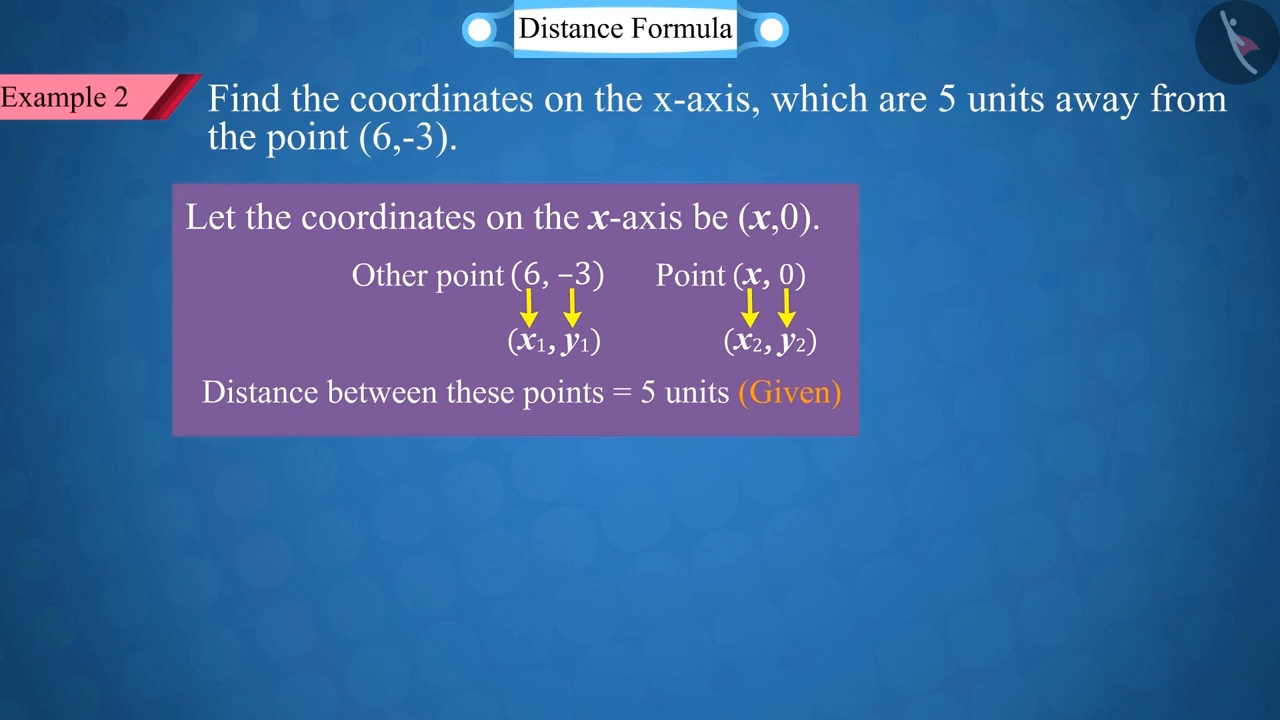 Distance Formula
Example 2
Find the coordinates on the x-axis, which are 5 units away from
the point (6,-3).
Let the coordinates on the x-axis be (x,0).
Other point (6, –3) Point (x, 0)
(x₁, y₁) (x₂, y₂)
Distance between these points = 5 units (Given)